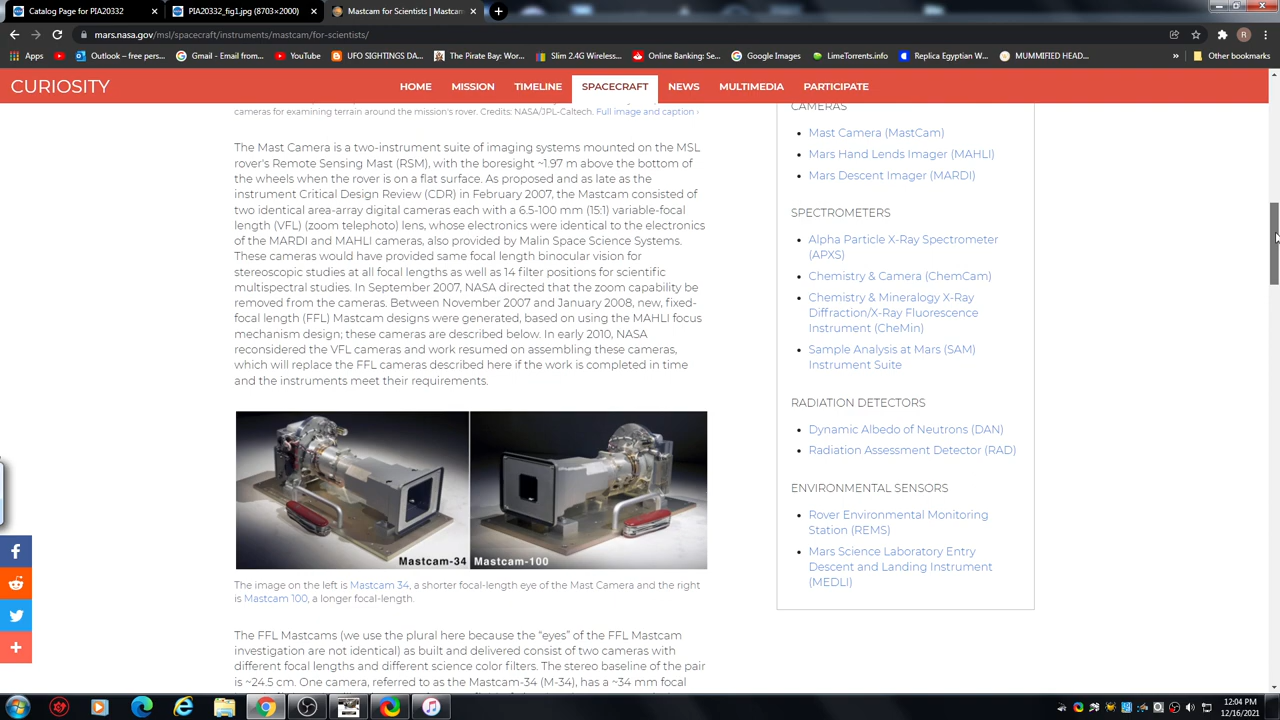 Catalog Page for PIA20332
PIA20332_fig1.jpg (8703×2000)
Mission | Mastcam | For Scientists
mars.nasa.gov/msl/spacecraft/instruments/mastcam/for-scientists/
Apps
Outlook – free pers...
Gmail - Email from...
YouTube
UFO SIGHTINGS DA...
The Pirate Bay - Th...
Slim 2.4G Wireless...
Online Banking: Se...
Google Images
LimeTorrents.info
Replica Egyptian W...
MUMMIFIED HEAD...
»
Other bookmarks
CURIOSITY
HOME
MISSION
TIMELINE
SPACECRAFT
NEWS
MULTIMEDIA
PARTICIPATE
cameras for examining terrain around the mission's rover. Credits: NASA/JPL-Caltech. Full image and caption ›
The Mast Camera is a two-instrument suite of imaging systems mounted on the MSL
rover's Remote Sensing Mast (RSM), with the boresight ~1.97 m above the bottom of
the wheels when the rover is on a flat surface. As proposed and as late as the
instrument Critical Design Review (CDR) in February 2007, the Mastcam consisted of
two identical area-array digital cameras each with a 6.5-100 mm (15:1) variable-focal
length (VFL) (zoom telephoto) lens, whose electronics were identical to the electronics
of the MARDI and MAHLI cameras, also provided by Malin Space Science Systems.
These cameras would have provided same focal length binocular vision for
stereoscopic studies at all focal lengths as well as 14 filter positions for scientific
multispectral studies. In September 2007, NASA directed that the zoom capability be
removed from the cameras. Between November 2007 and January 2008, new, fixed-
focal length (FFL) Mastcam designs were generated, based on using the MAHLI focus
mechanism design; these cameras are described below. In early 2010, NASA
reconsidered the VFL cameras and work resumed on assembling these cameras,
which will replace the FFL cameras described here if the work is completed in time
and the instruments meet their requirements.
Mastcam-34
Mastcam-100
The image on the left is Mastcam 34, a shorter focal-length eye of the Mast Camera and the right
is Mastcam 100, a longer focal-length.
The FFL Mastcams (we use the plural here because the "eyes" of the FFL Mastcam
investigation are not identical) as built and delivered consist of two cameras with
different focal lengths and different science color filters. The stereo baseline of the pair
is ~24.5 cm. One camera, referred to as the Mastcam-34 (M-34), has a ~34 mm focal
CAMERAS
Mast Camera (MastCam)
Mars Hand Lends Imager (MAHLI)
Mars Descent Imager (MARDI)
SPECTROMETERS
Alpha Particle X-Ray Spectrometer
(APXS)
Chemistry & Camera (ChemCam)
Chemistry & Mineralogy X-Ray
Diffraction/X-Ray Fluorescence
Instrument (CheMin)
Sample Analysis at Mars (SAM)
Instrument Suite
RADIATION DETECTORS
Dynamic Albedo of Neutrons (DAN)
Radiation Assessment Detector (RAD)
ENVIRONMENTAL SENSORS
Rover Environmental Monitoring
Station (REMS)
Mars Science Laboratory Entry
Descent and Landing Instrument
(MEDLI)
12:04 PM
12/16/2021